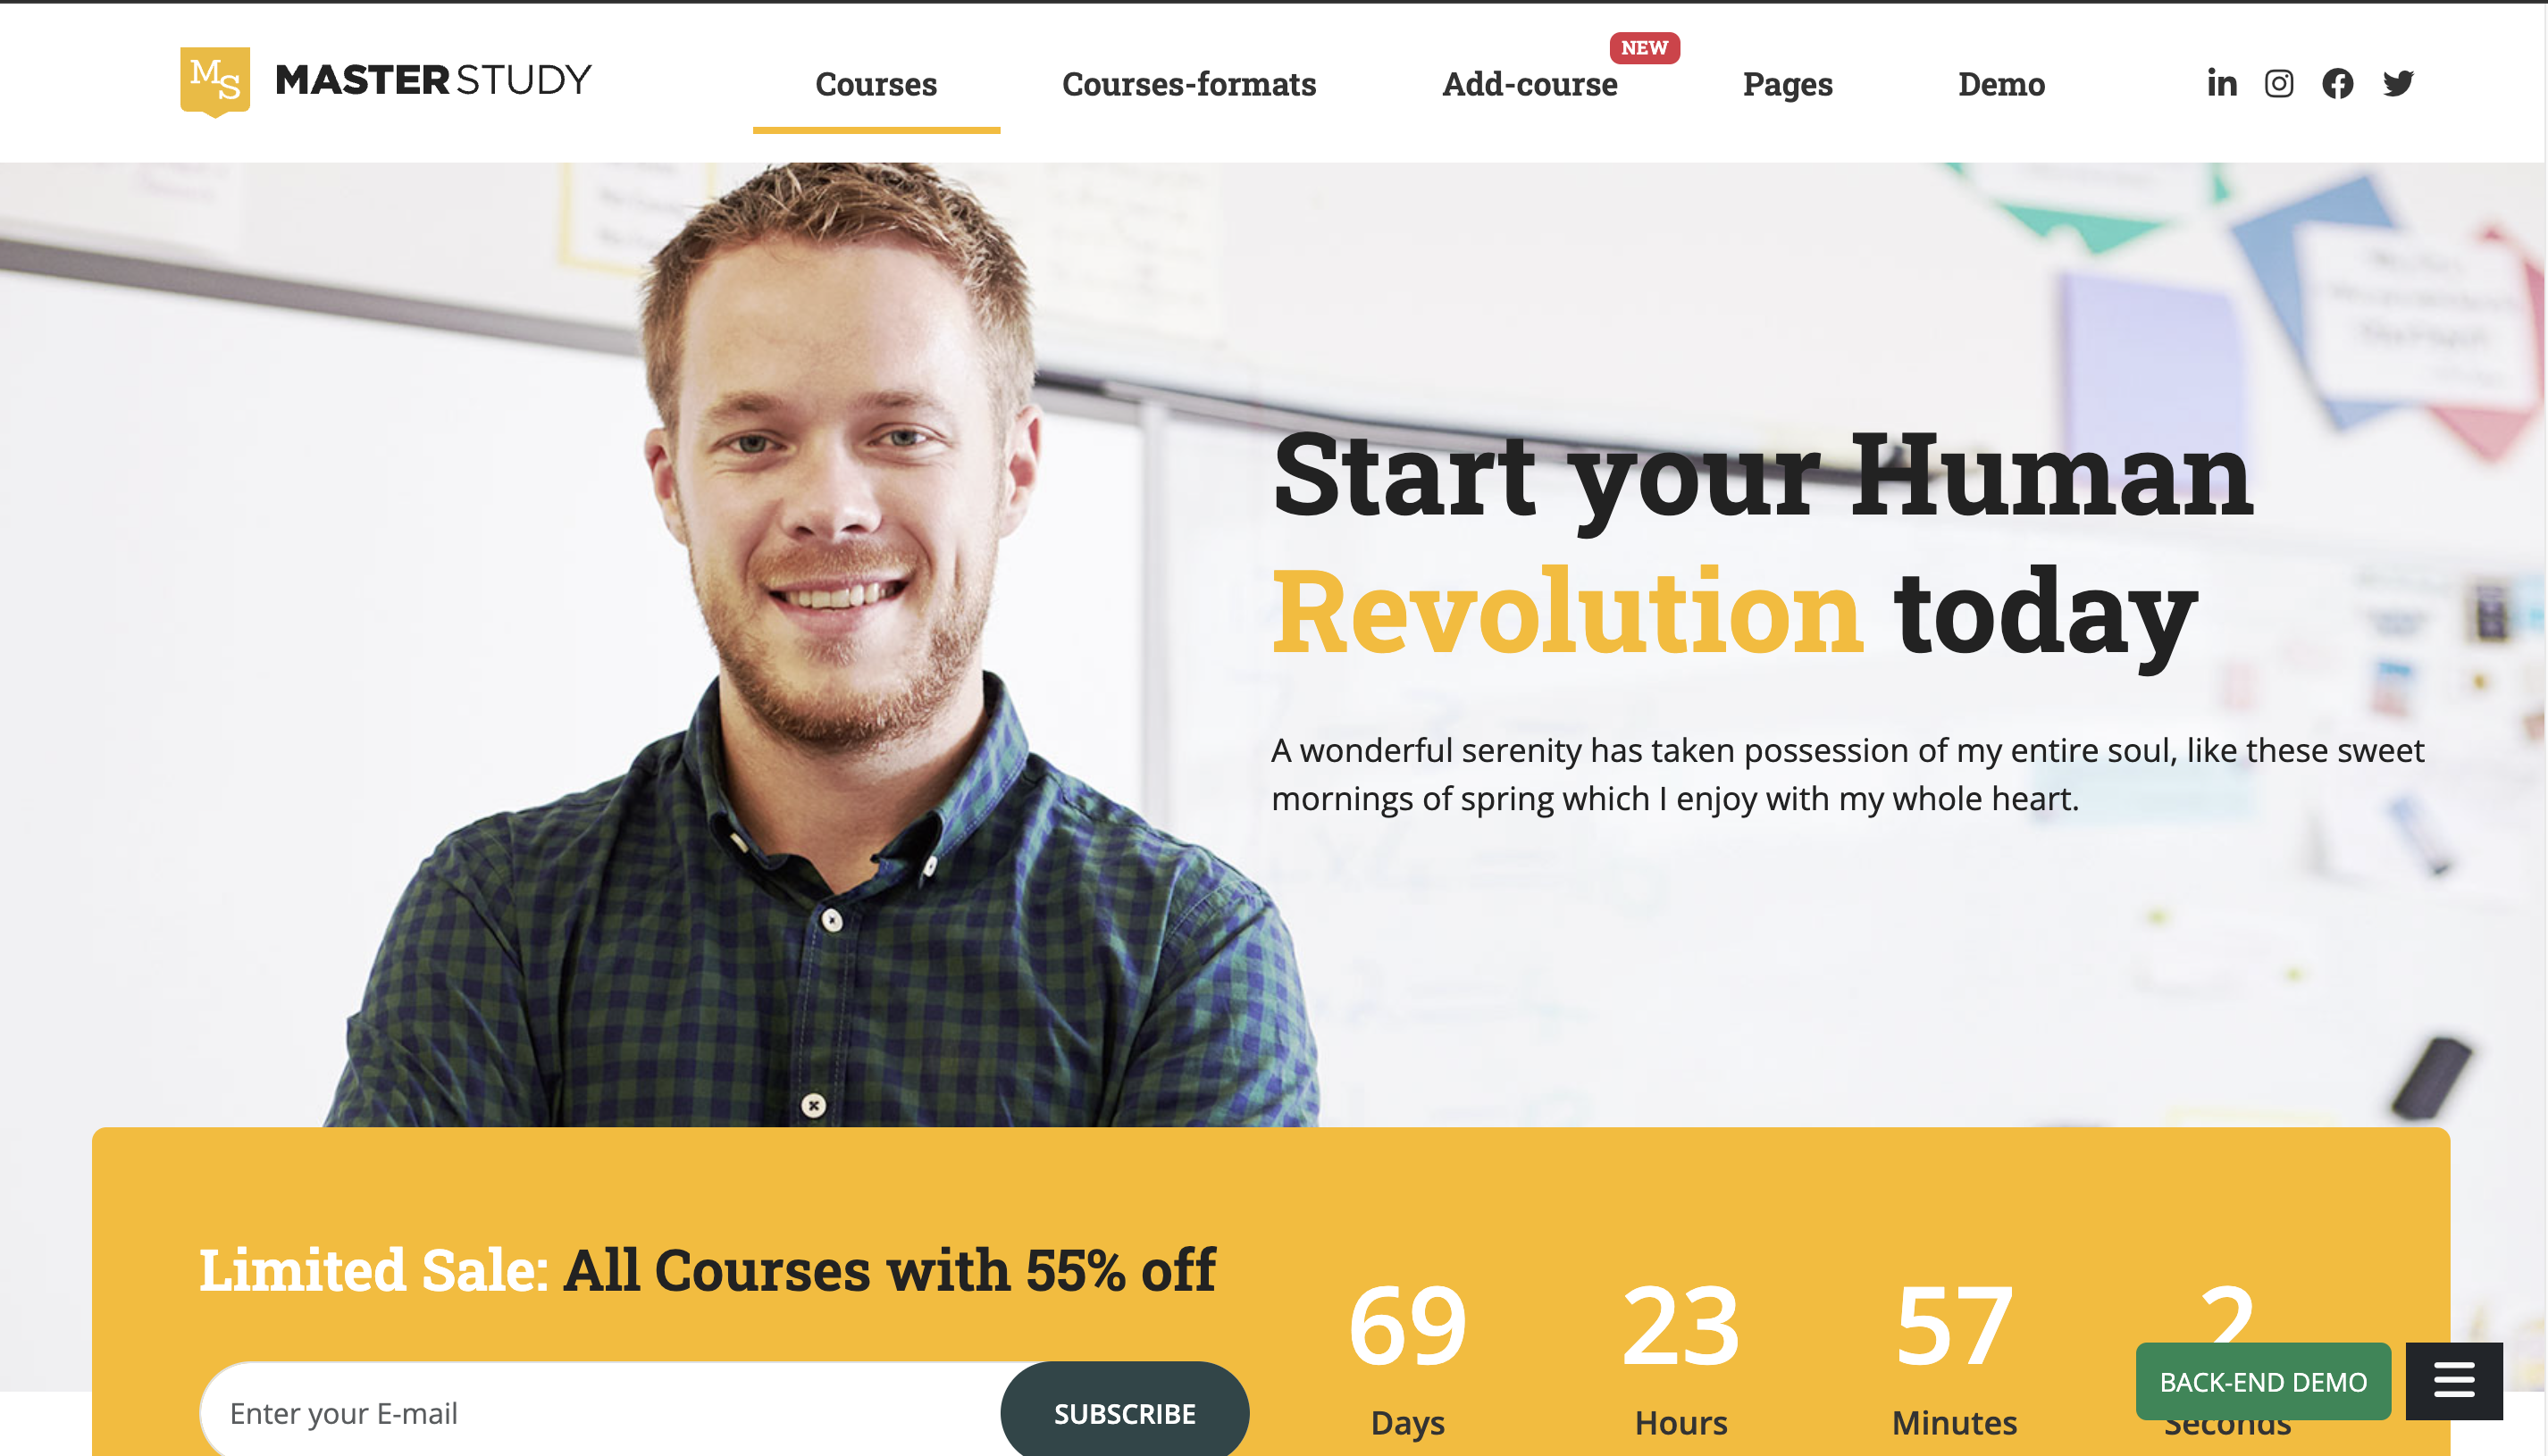 MS MASTERSTUDY
Courses
Courses-formats
Add-course
NEW
Pages
Demo
Start your Human
Revolution today
A wonderful serenity has taken possession of my entire soul, like these sweet
mornings of spring which I enjoy with my whole heart.
Limited Sale: All Courses with 55% off
Enter your E-mail
SUBSCRIBE
69
Days
23
Hours
57
Minutes
2
Seconds
BACK-END DEMO